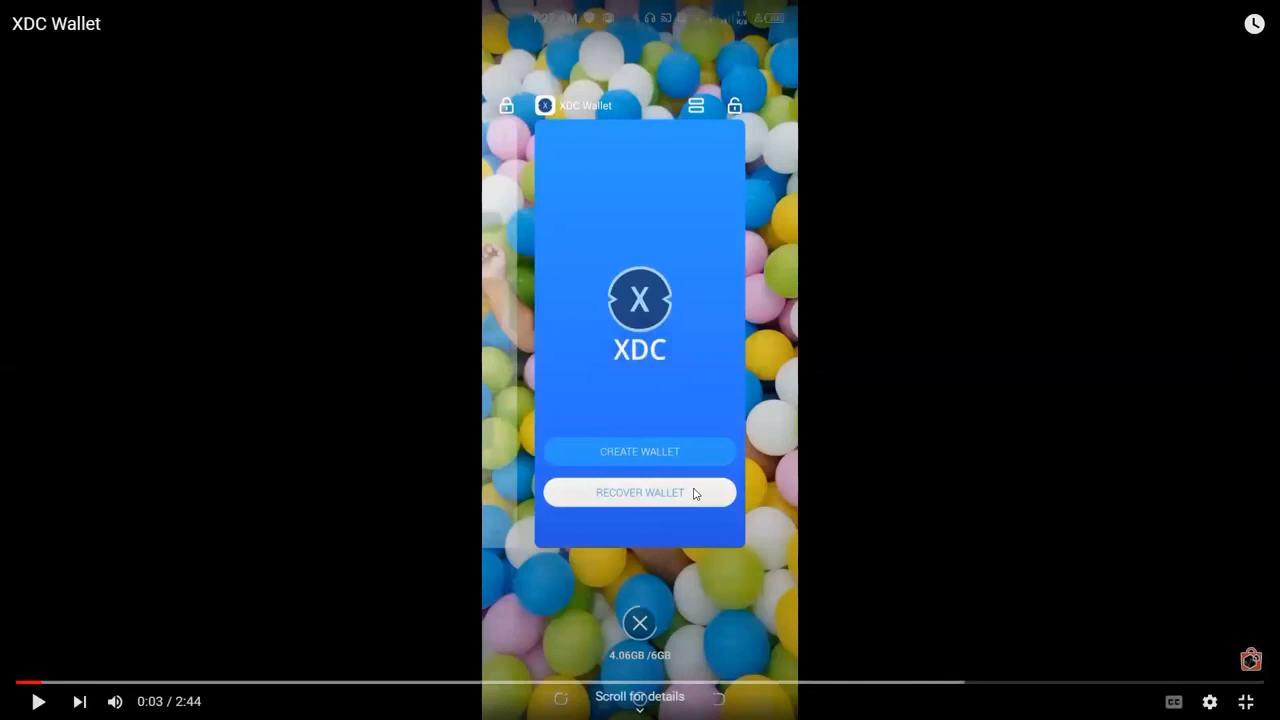 XDC Wallet
XDC Wallet
X
XDC
CREATE WALLET
RECOVER WALLET
4.06GB /6GB
Scroll for details
0:03 / 2:44
CC